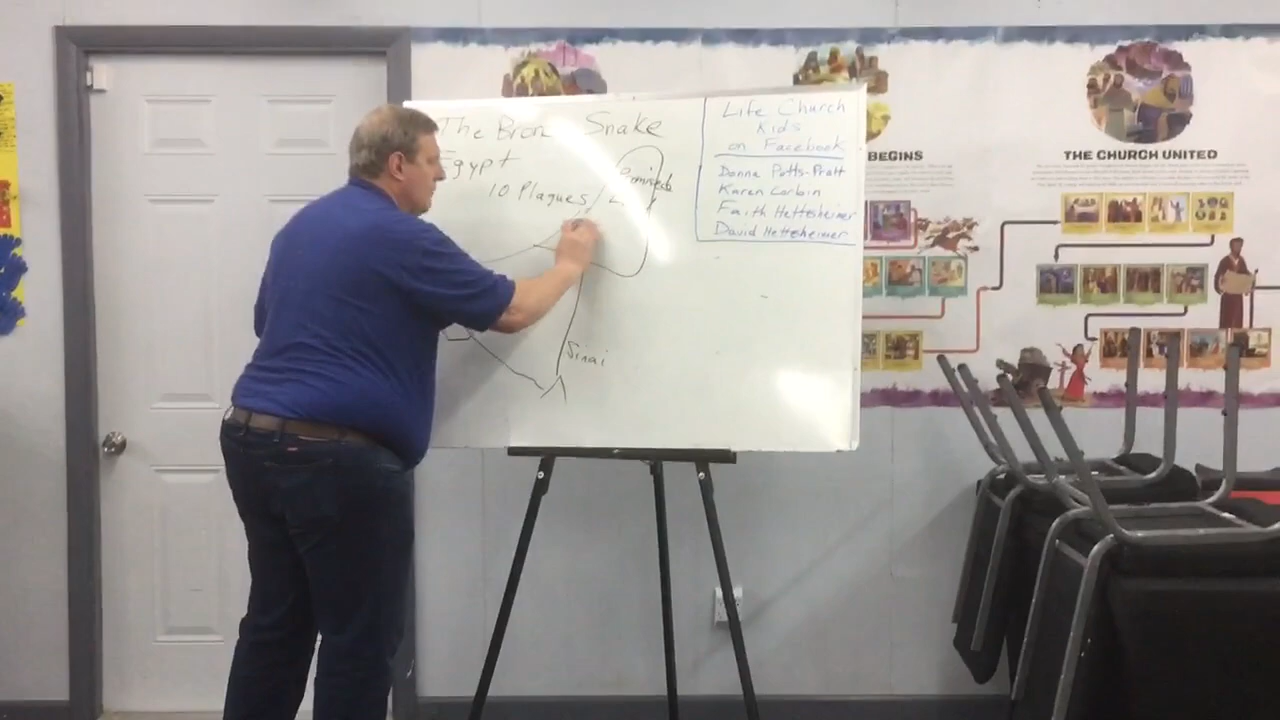 The Bron Snake
Egypt
10 Plagues
Promised
Sinai
Life Church
Kids
on Facebook
Donna Potts-Pratt
Karen Corbin
Faith Hettesheimer
David Hettesheimer
BEGINS
THE CHURCH UNITED